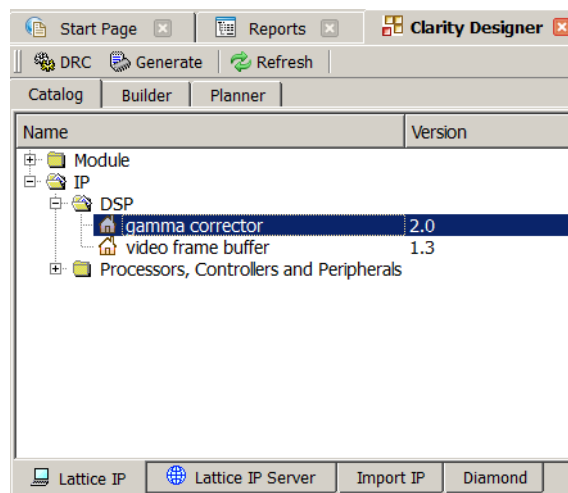 Start Page Reports Clarity Designer
DRC Generate Refresh
Catalog Builder Planner
Name Version
Module
IP
DSP
gamma corrector 2.0
video frame buffer 1.3
Processors, Controllers and Peripherals
Lattice IP Lattice IP Server Import IP Diamond